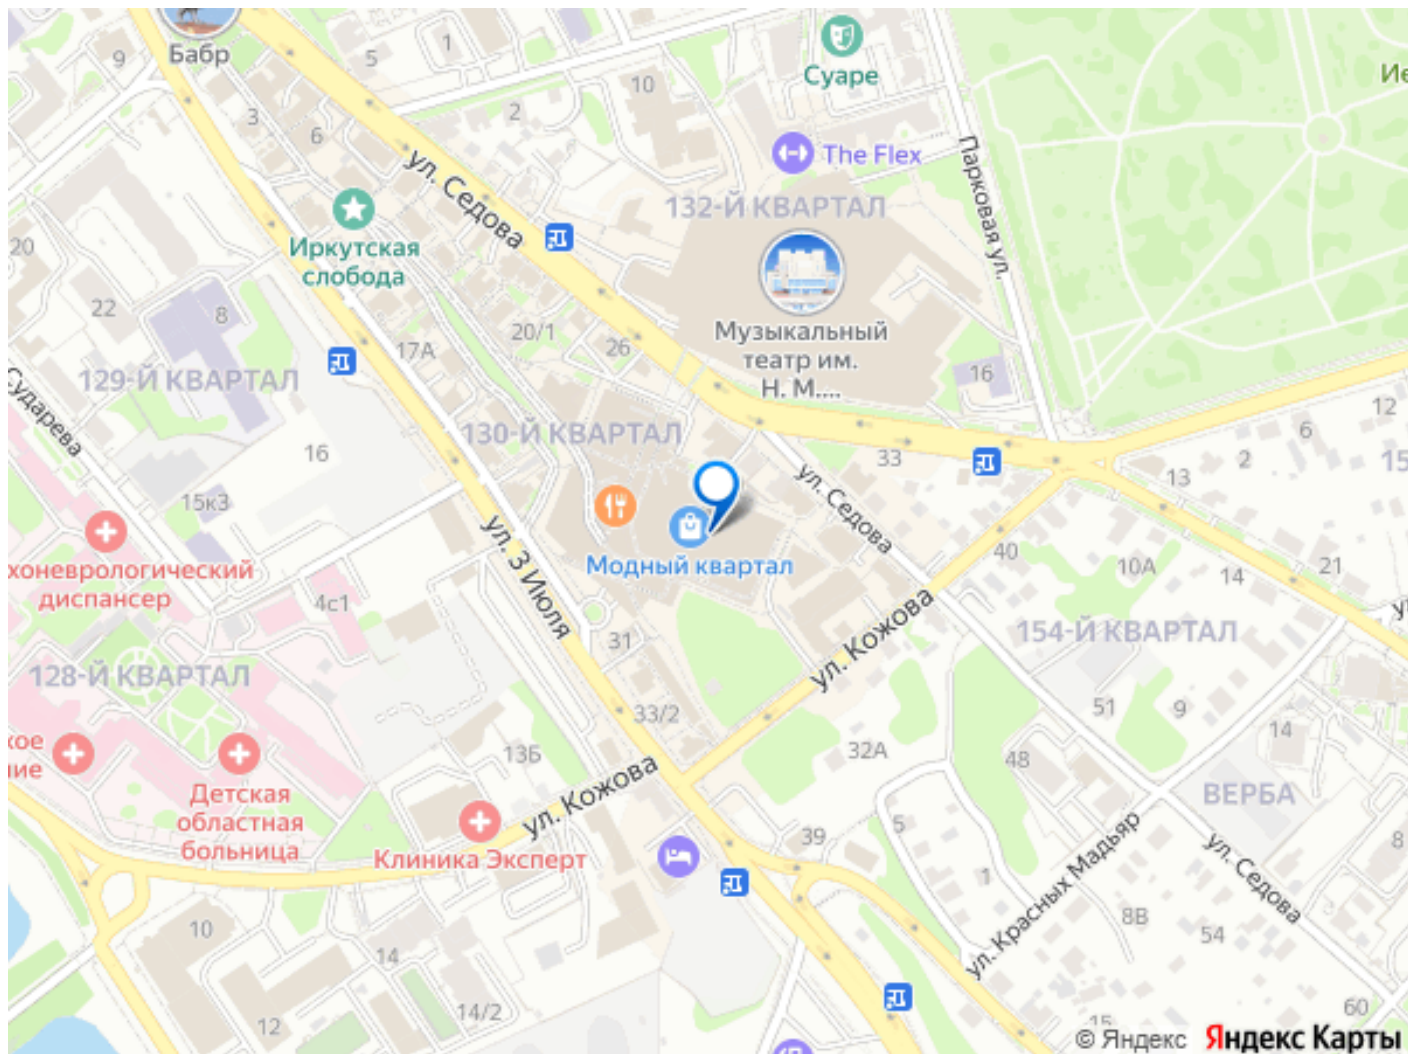 Бабр
9
5
1
10
Суаре
Ие
3
6
2
The Flex
ул. Седова
Парковая ул.
132-Й КВАРТАЛ
Иркутская
слобода
20
22
8
17А
20/1
26
Музыкальный
театр им.
Н. М....
16
129-Й КВАРТАЛ
Сударева
130-Й КВАРТАЛ
16
33
12
6
2
13
15
15к3
ул. Седова
ул. 3 Июля
Модный квартал
40
10А
14
21
хоневрологический
диспансер
4с1
31
ул. Кожова
154-Й КВАРТАЛ
128-Й КВАРТАЛ
33/2
51
9
14
кое
ние
13Б
32А
48
ВЕРБА
Детская
областная
больница
ул. Кожова
Клиника Эксперт
39
5
1
ул. Красных Мадьяр
ул. Седова
8
8В
54
10
14
12
14/2
15
60
© Яндекс Яндекс Карты